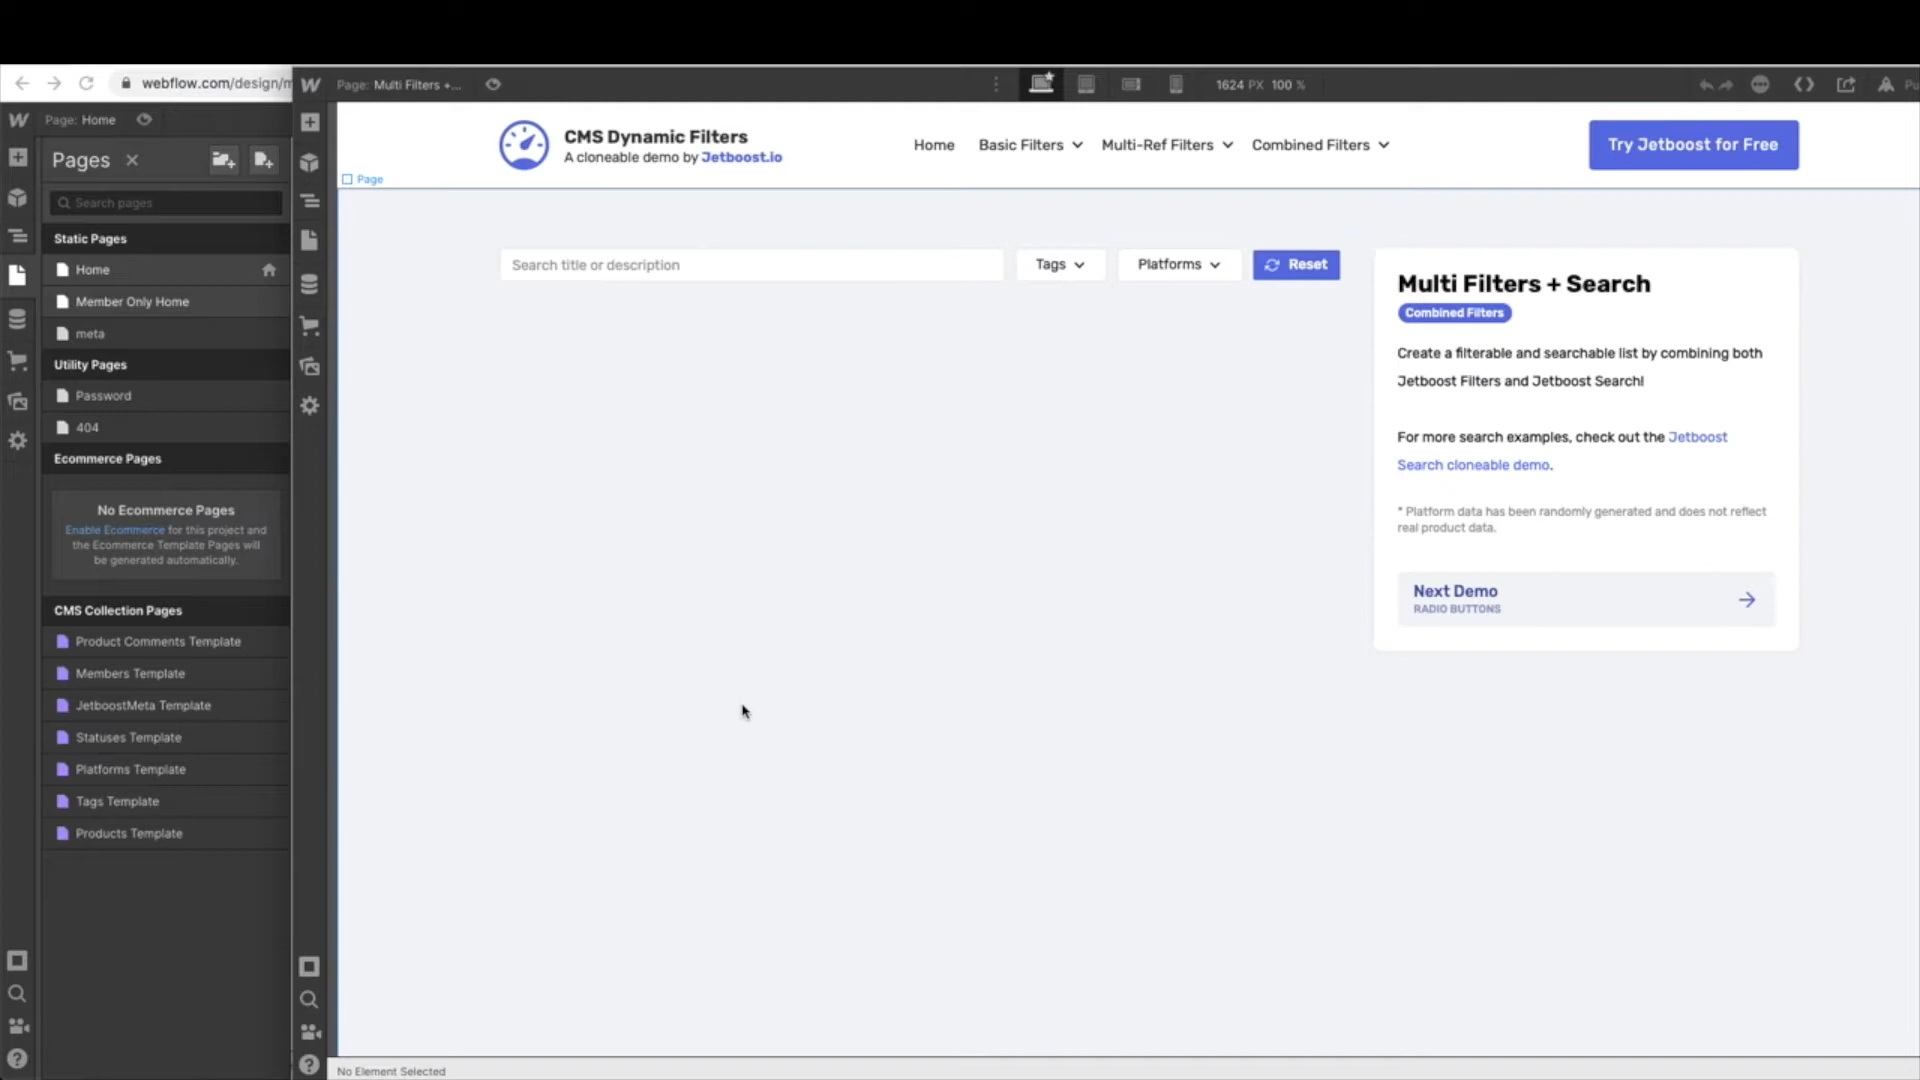 webflow.com/design/m
Page: Home
Pages
Search pages
Static Pages
Home
Member Only Home
meta
Utility Pages
Password
404
Ecommerce Pages
No Ecommerce Pages
Enable Ecommerce for this project and
the Ecommerce Template Pages will
be generated automatically.
CMS Collection Pages
Product Comments Template
Members Template
JetboostMeta Template
Statuses Template
Platforms Template
Tags Template
Products Template
Page: Multi Filters +...
1624 PX 100 %
Pu
CMS Dynamic Filters
A cloneable demo by Jetboost.io
Home
Basic Filters
Multi-Ref Filters
Combined Filters
Try Jetboost for Free
Page
Search title or description
Tags
Platforms
Reset
Multi Filters + Search
Combined Filters
Create a filterable and searchable list by combining both
Jetboost Filters and Jetboost Search!
For more search examples, check out the Jetboost
Search cloneable demo.
* Platform data has been randomly generated and does not reflect
real product data.
Next Demo
RADIO BUTTONS
No Element Selected